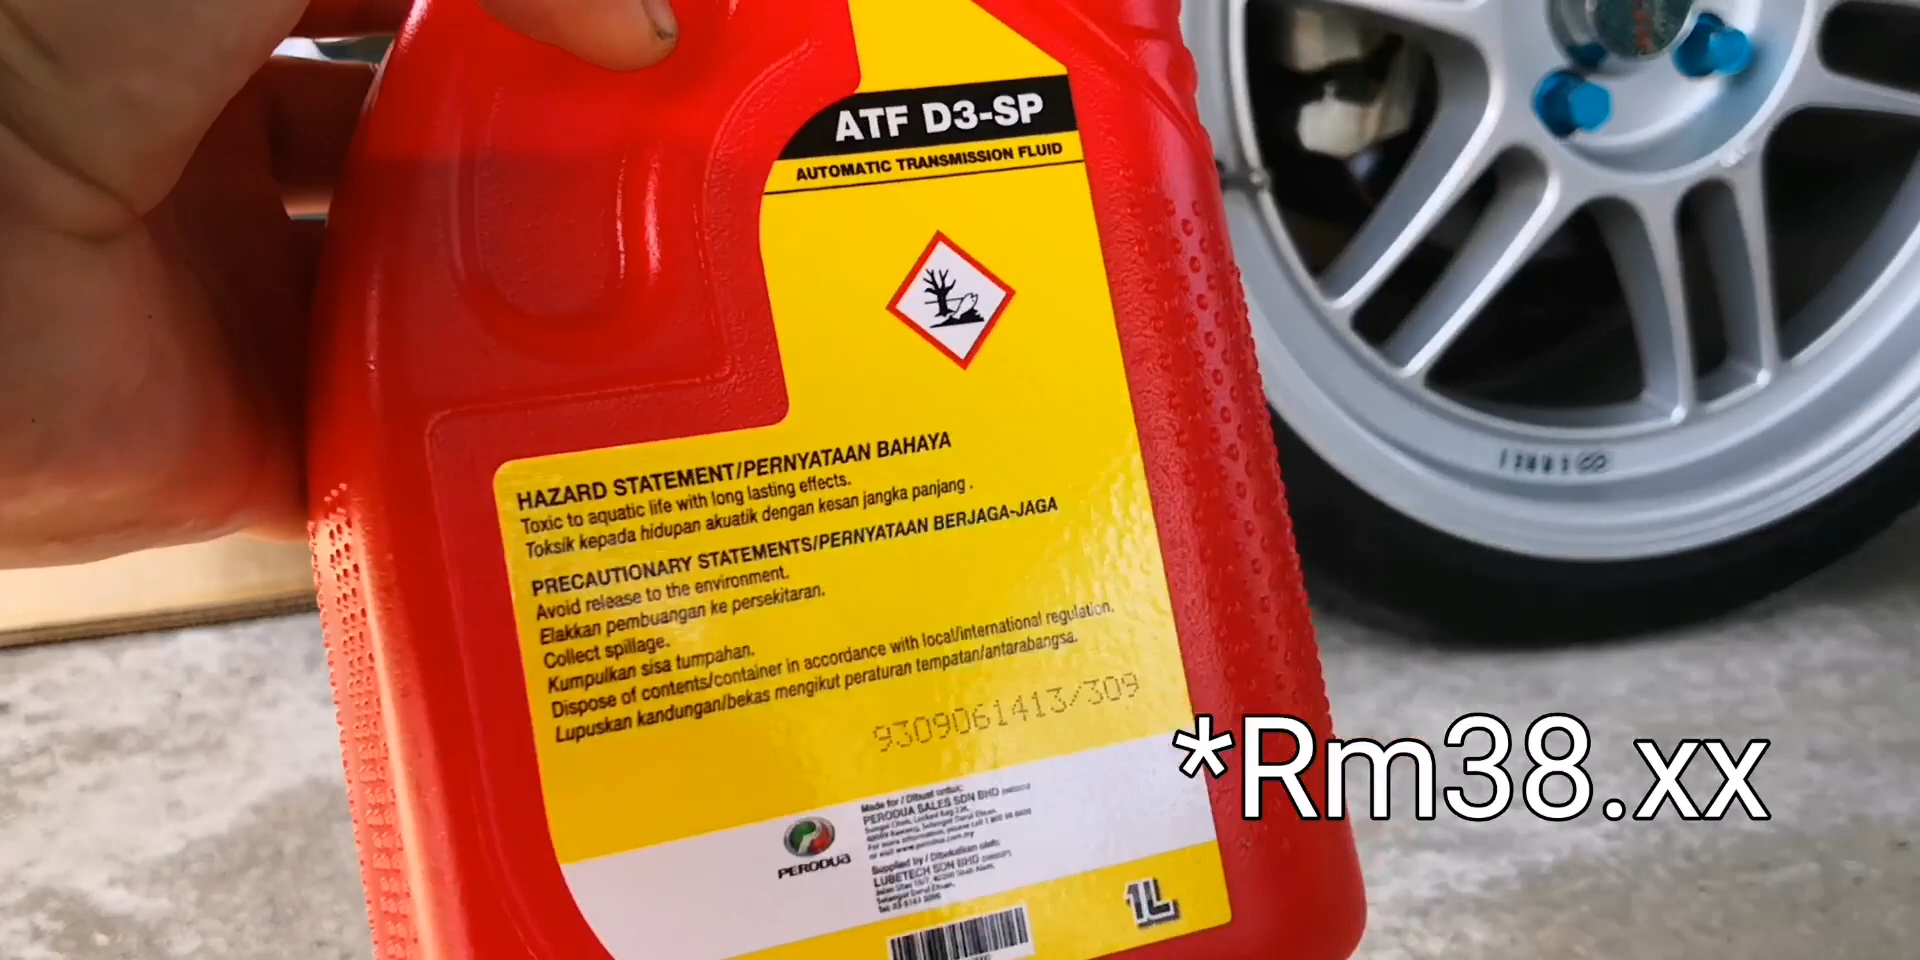 ATF D3-SP
AUTOMATIC TRANSMISSION FLUID
HAZARD STATEMENT/PERNYATAAN BAHAYA
Toxic to aquatic life with long lasting effects.
Toksik kepada hidupan akuatik dengan kesan jangka panjang .
PRECAUTIONARY STATEMENTS/PERNYATAAN BERJAGA-JAGA
Avoid release to the environment.
Elakkan pembuangan ke persekitaran.
Collect spillage.
Kumpulkan sisa tumpahan.
Dispose of contents/container in accordance with local/international regulation.
Lupuskan kandungan/bekas mengikut peraturan tempatan/antarabangsa.
9309061413/309
*Rm38.xx
PERODUA
Made for / Dibuat untuk:
PERODUA SALES SDN BHD
Supplied by / Dibekalkan oleh:
LUBETECH SDN BHD
1L